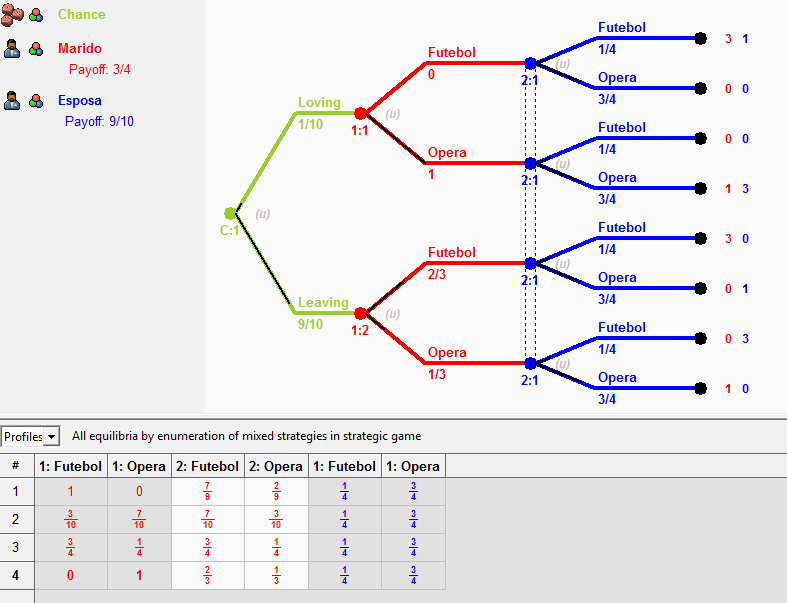 Chance
Marido
Payoff: 3/4
Esposa
Payoff: 9/10
C:1
(u)
Loving
1/10
1:1
(u)
Futebol
0
2:1
(u)
Futebol
1/4
3 1
Opera
3/4
0 0
Opera
1
2:1
(u)
Futebol
1/4
0 0
Opera
3/4
1 3
Leaving
9/10
1:2
(u)
Futebol
2/3
2:1
(u)
Futebol
1/4
3 0
Opera
3/4
0 1
Opera
1/3
2:1
(u)
Futebol
1/4
0 3
Opera
3/4
1 0
Profiles All equilibria by enumeration of mixed strategies in strategic game
# 1: Futebol 1: Opera 2: Futebol 2: Opera 1: Futebol 1: Opera
1 1 0 7/9 2/9 1/4 3/4
2 3/10 7/10 7/10 3/10 1/4 3/4
3 3/4 1/4 3/4 1/4 1/4 3/4
4 0 1 2/3 1/3 1/4 3/4